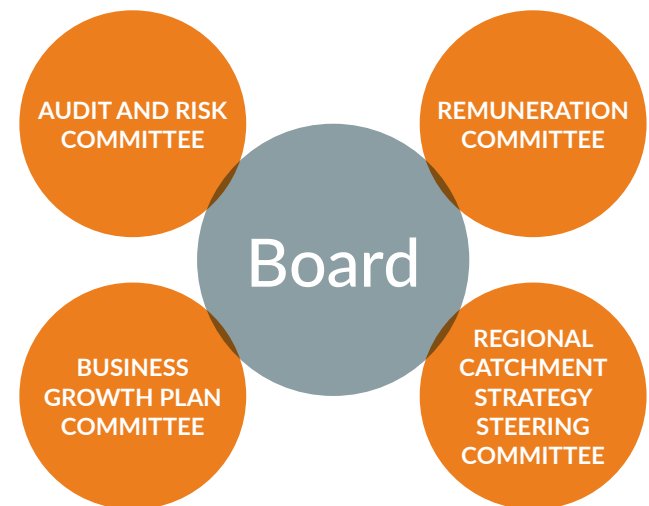 AUDIT AND RISK
COMMITTEE
REMUNERATION
COMMITTEE
Board
BUSINESS
GROWTH PLAN
COMMITTEE
REGIONAL
CATCHMENT
STRATEGY
STEERING
COMMITTEE